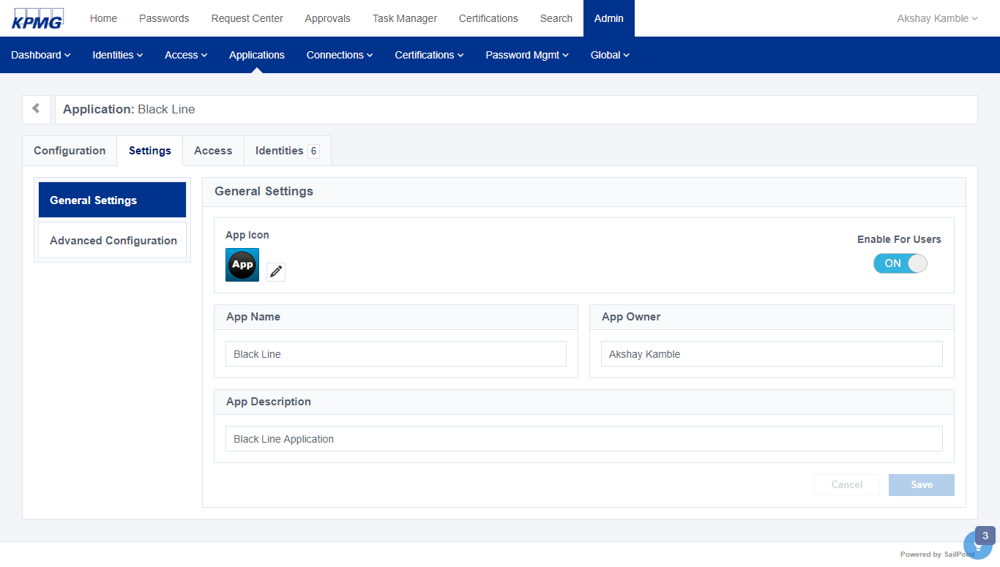 KPMG Home Passwords Request Center Approvals Task Manager Certifications Search Admin Akshay Kamble
Dashboard Identities Access Applications Connections Certifications Password Mgmt Global
Application: Black Line
Configuration Settings Access Identities 6
General Settings
Advanced Configuration
General Settings
App Icon
App
Enable For Users
ON
App Name
Black Line
App Owner
Akshay Kamble
App Description
Black Line Application
Cancel Save
3
Powered by SailPoint